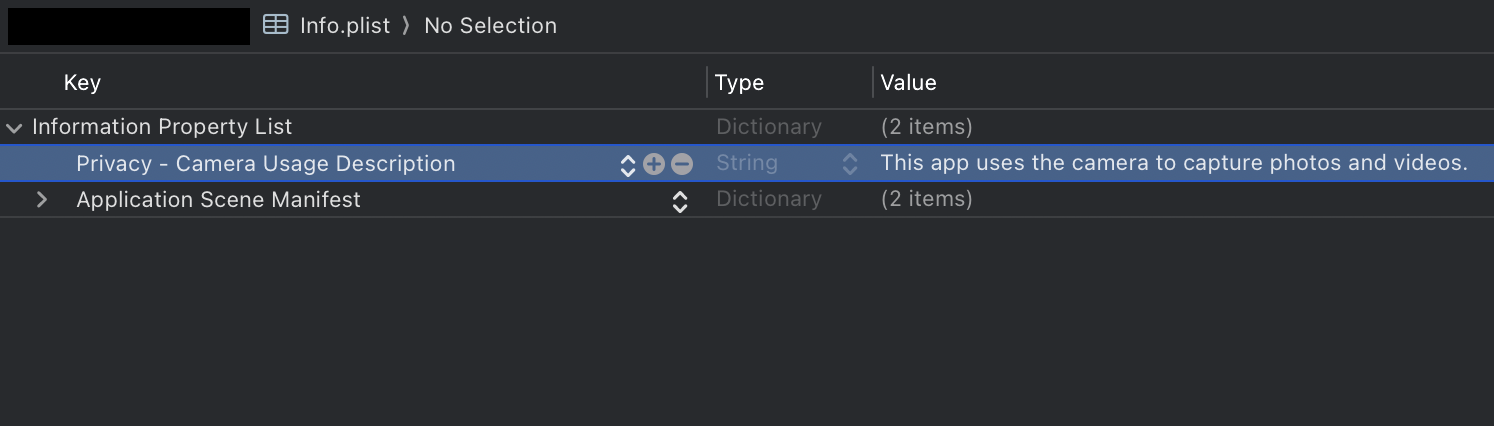 Info.plist 〉 No Selection
Key Type Value
Information Property List Dictionary (2 items)
Privacy - Camera Usage Description String This app uses the camera to capture photos and videos.
Application Scene Manifest Dictionary (2 items)